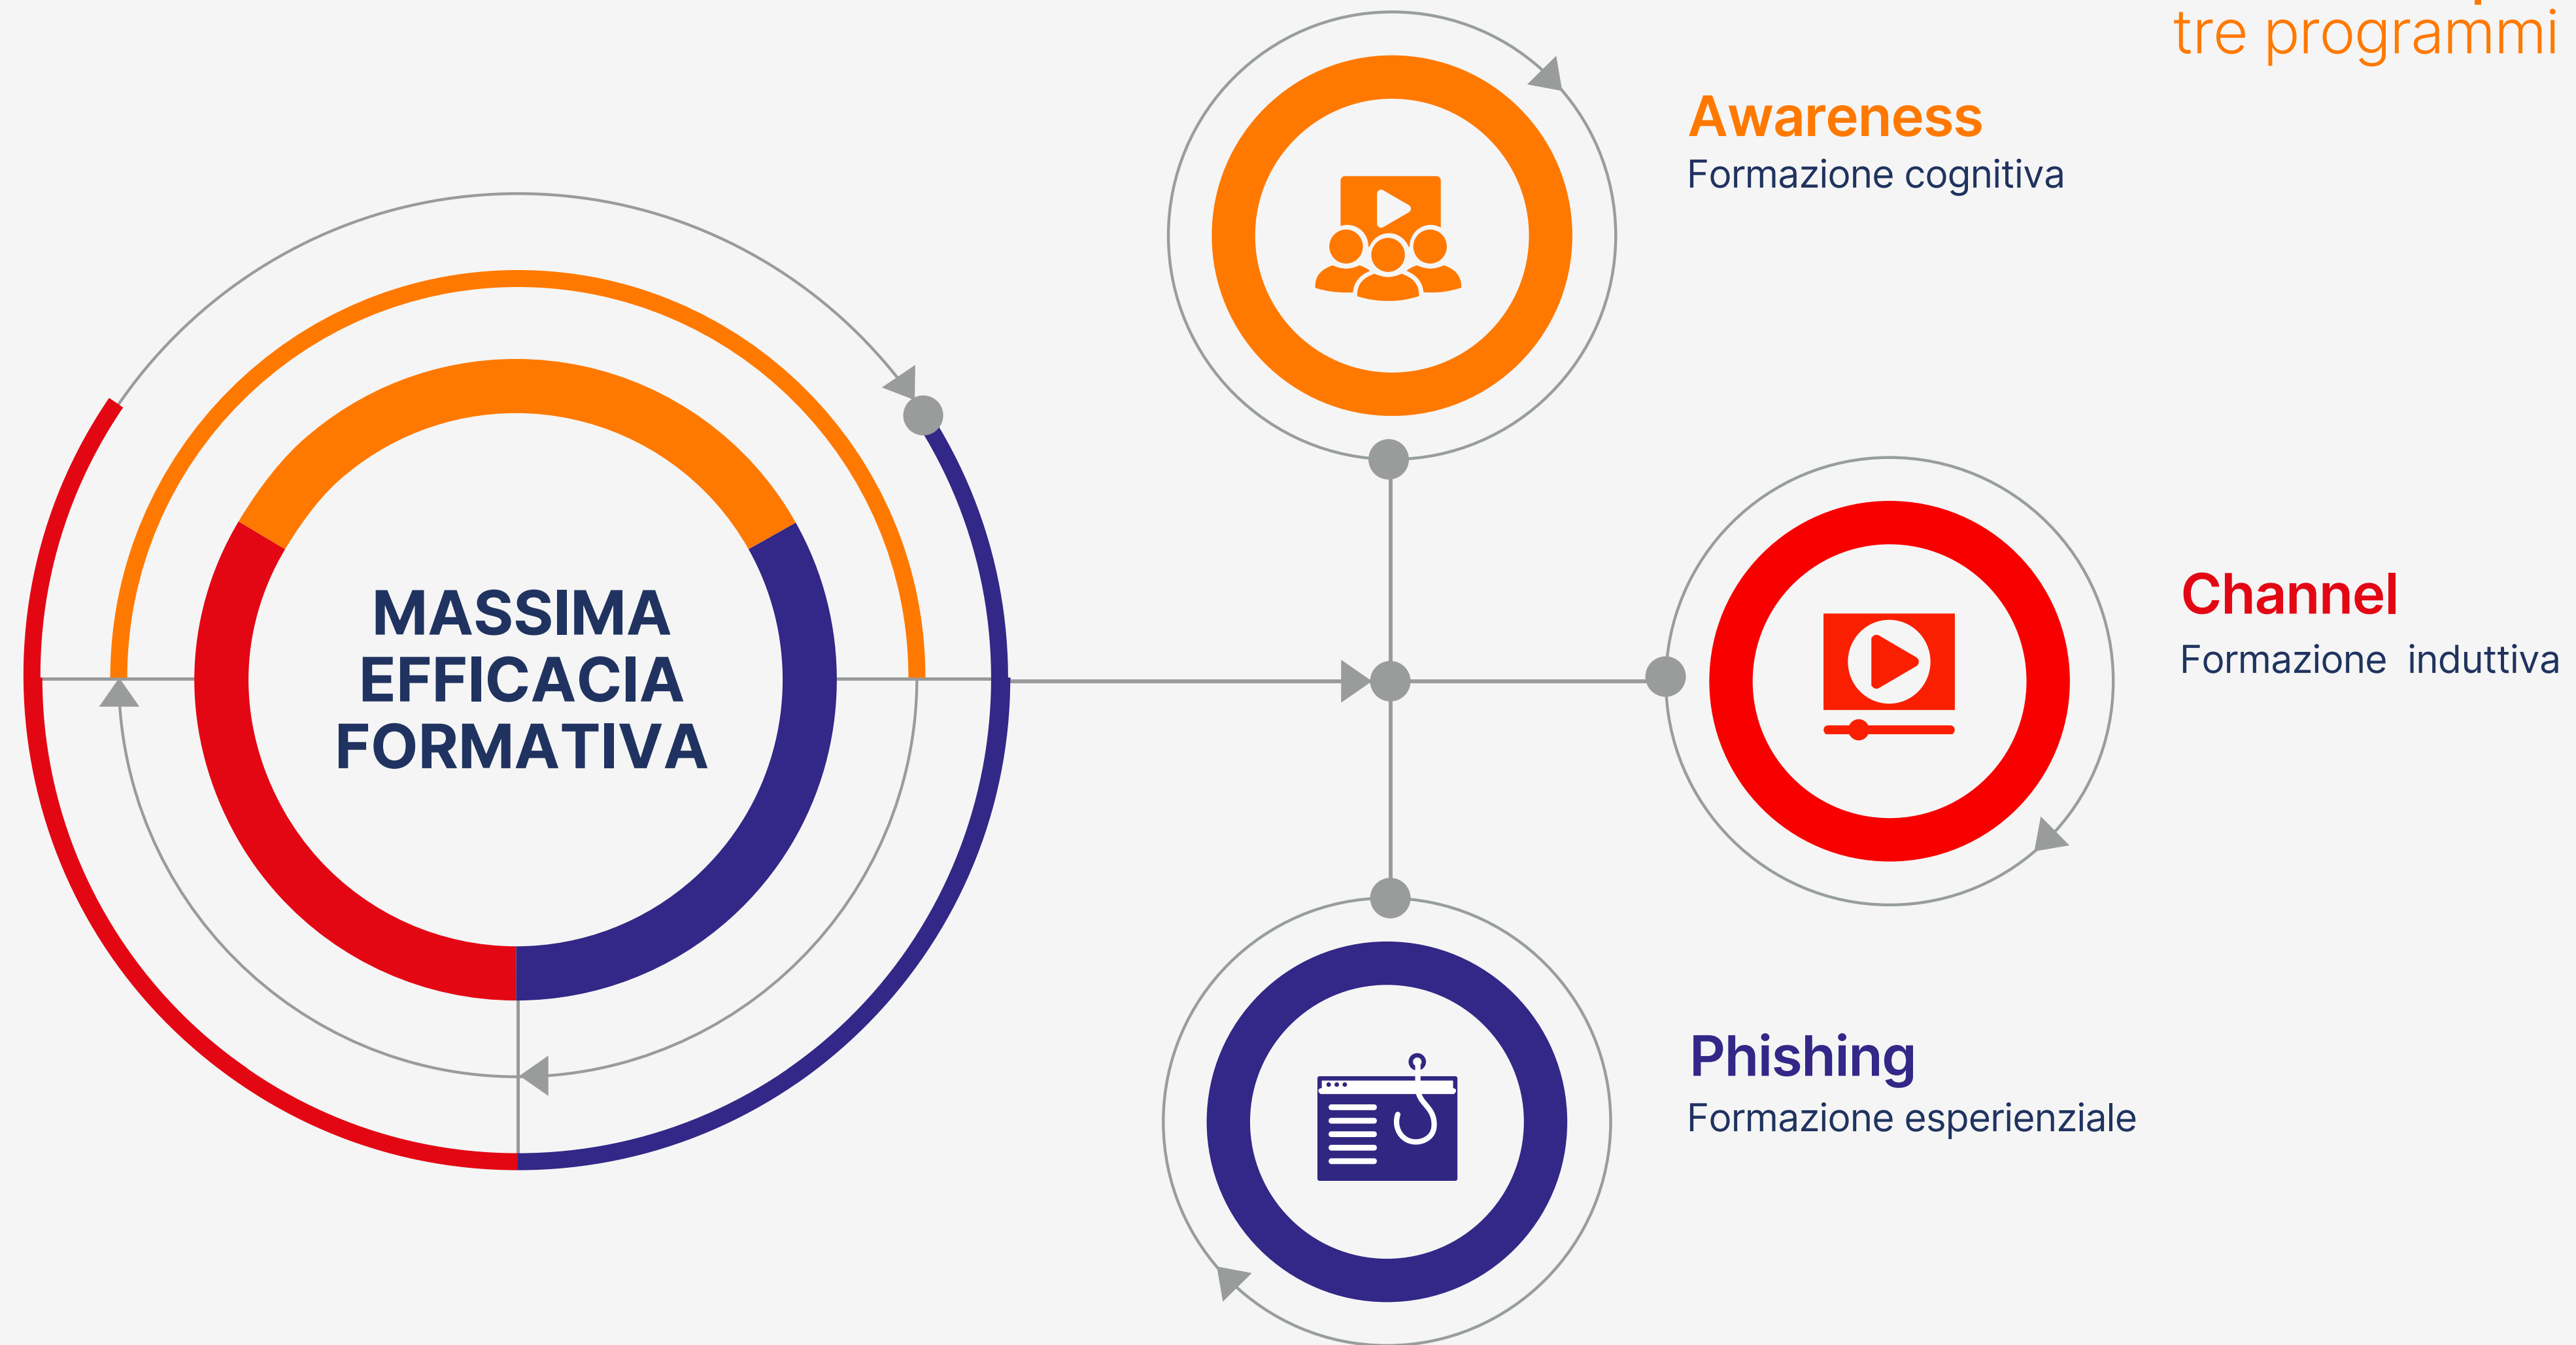 tre programmi
Awareness
Formazione cognitiva
MASSIMA
EFFICACIA
FORMATIVA
Channel
Formazione induttiva
Phishing
Formazione esperienziale